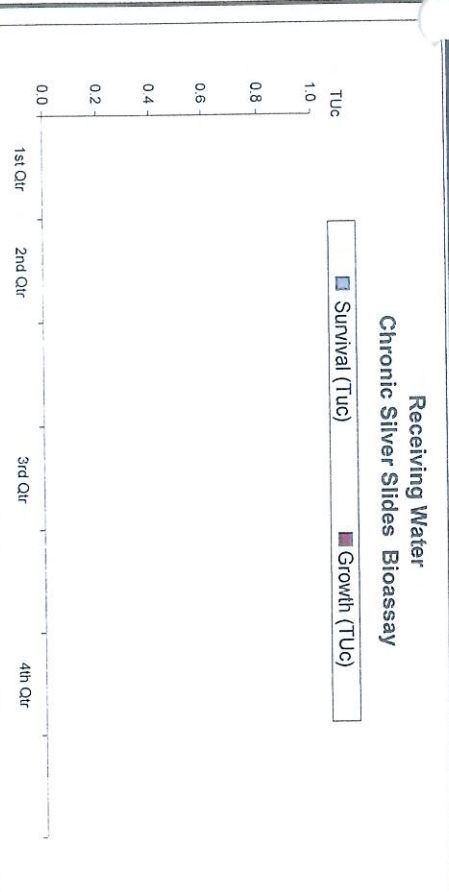 Receiving Water
Chronic Silver Slides Bioassay
Survival (Tuc)
Growth (TUc)
TUc
1.0
0.8
0.6
0.4
0.2
0.0
1st Qtr
2nd Qtr
3rd Qtr
4th Qtr